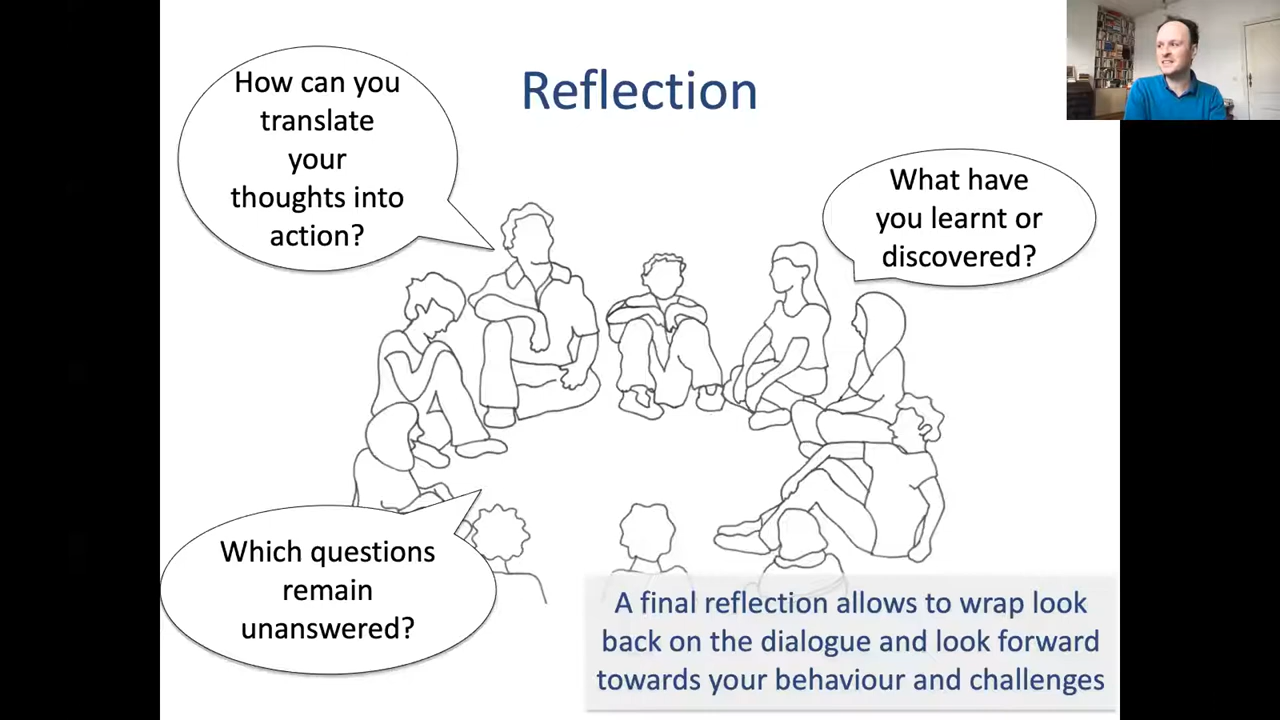 Reflection
How can you
translate
your
thoughts into
action?
What have
you learnt or
discovered?
Which questions
remain
unanswered?
A final reflection allows to wrap look
back on the dialogue and look forward
towards your behaviour and challenges